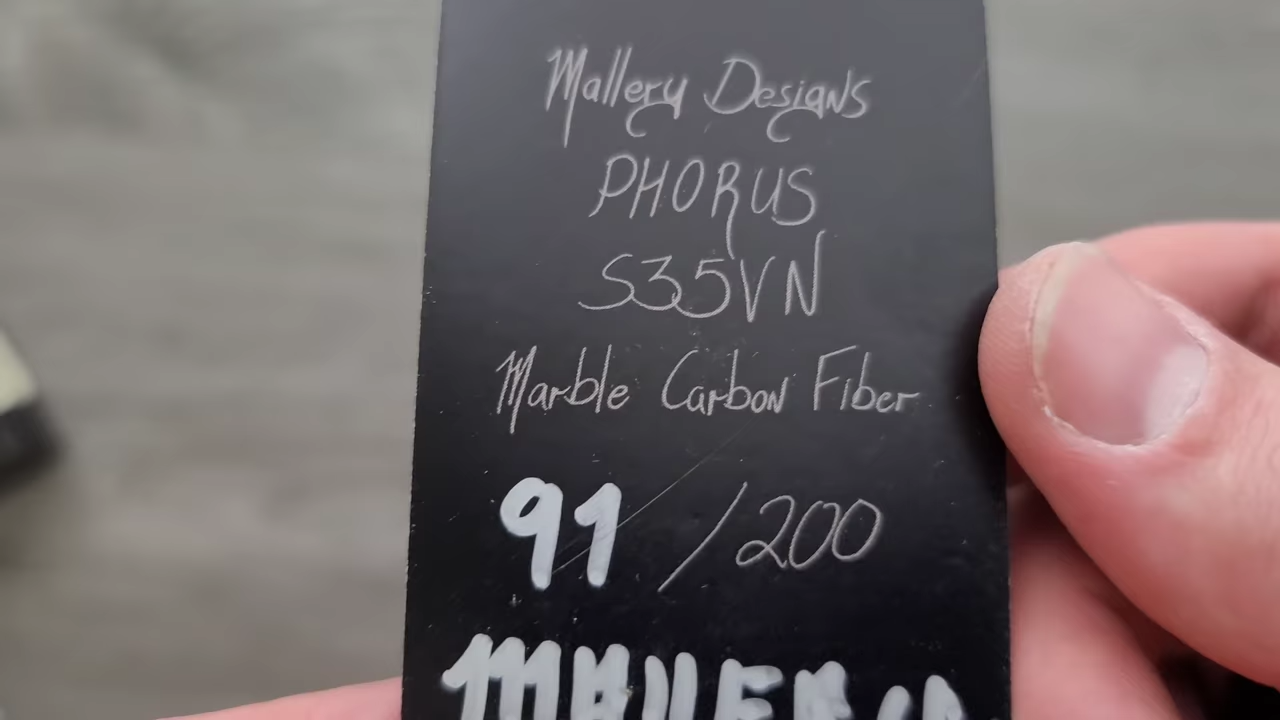 Mallery Designs
PHORUS
S35VN
Marble Carbon Fiber
91 /200